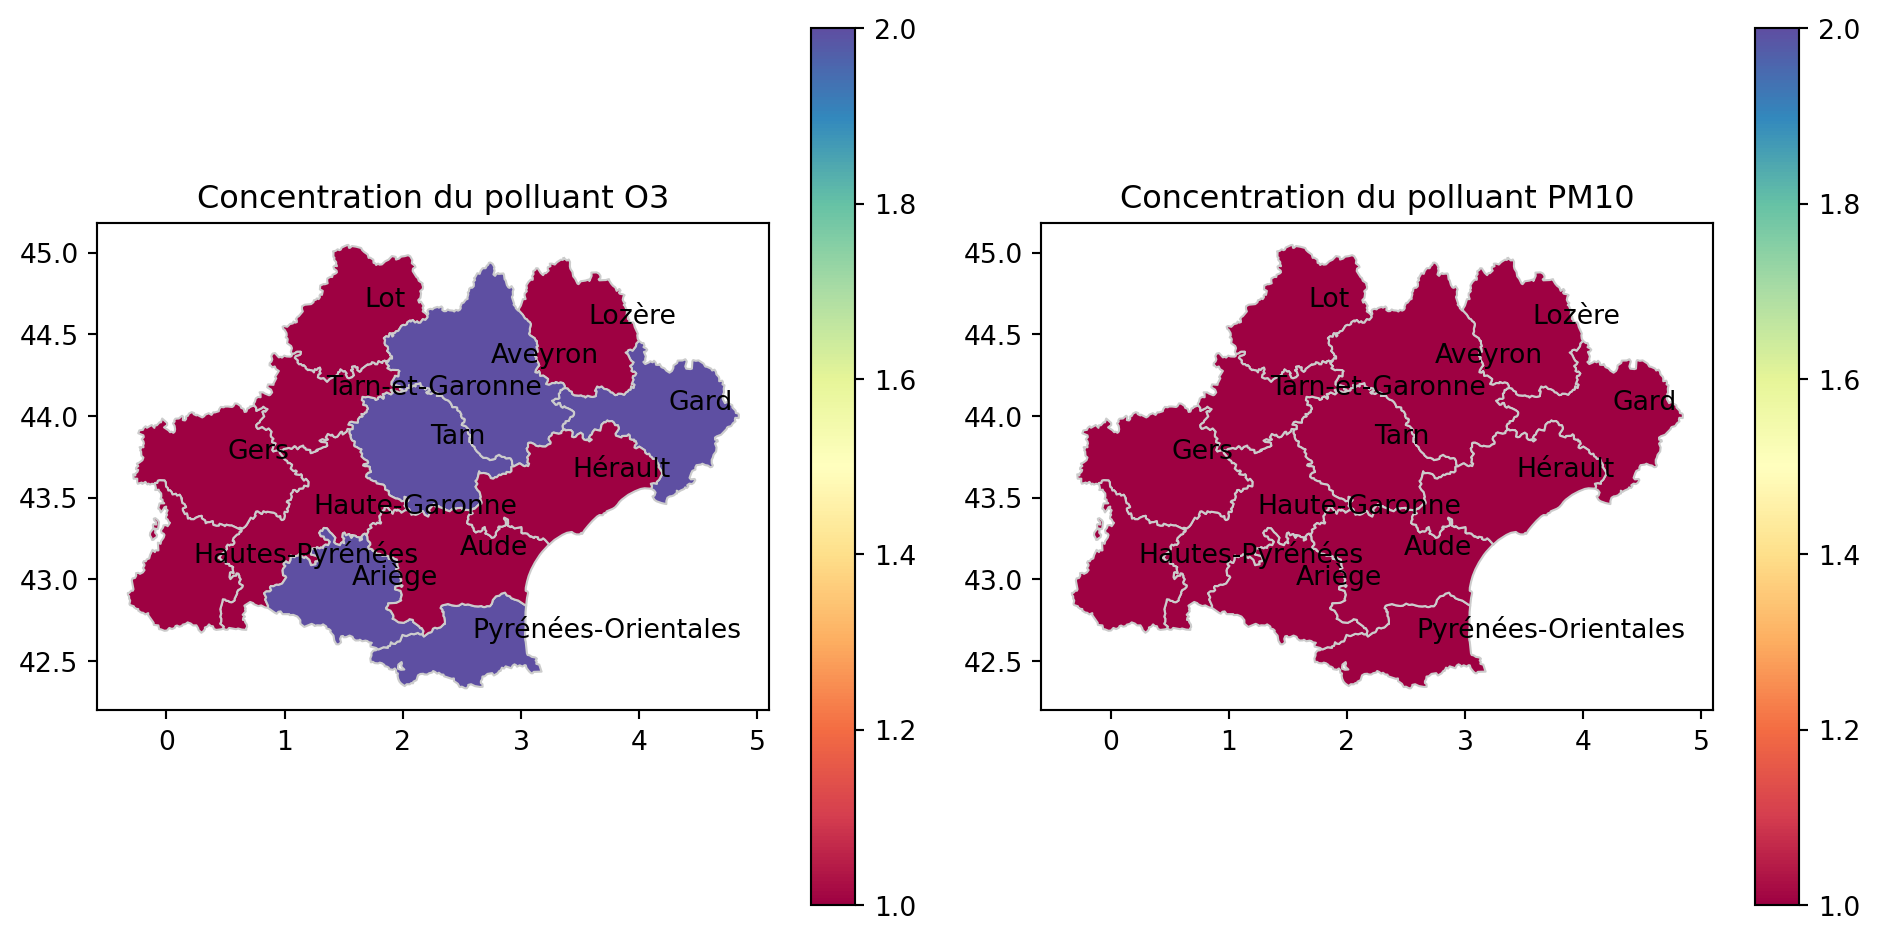 Concentration du polluant O3
45.0
44.5
44.0
43.5
43.0
42.5
Lot
Lozère
Aveyron
Tarn-et-Garonne
Gard
Tarn
Gers
Hérault
Haute-Garonne
Aude
Hautes-Pyrénées
Ariège
Pyrénées-Orientales
0 1 2 3 4 5
2.0
1.8
1.6
1.4
1.2
1.0
Concentration du polluant PM10
45.0
44.5
44.0
43.5
43.0
42.5
Lot
Lozère
Aveyron
Tarn-et-Garonne
Gard
Tarn
Gers
Hérault
Haute-Garonne
Aude
Hautes-Pyrénées
Ariège
Pyrénées-Orientales
0 1 2 3 4 5
2.0
1.8
1.6
1.4
1.2
1.0